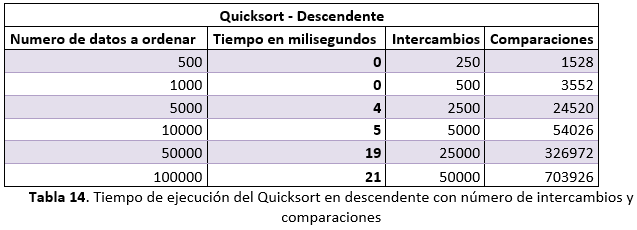 Quicksort - Descendente
Numero de datos a ordenar Tiempo en milisegundos Intercambios Comparaciones
500 0 250 1528
1000 0 500 3552
5000 4 2500 24520
10000 5 5000 54026
50000 19 25000 326972
100000 21 50000 703926
Tabla 14. Tiempo de ejecución del Quicksort en descendente con número de intercambios y
comparaciones